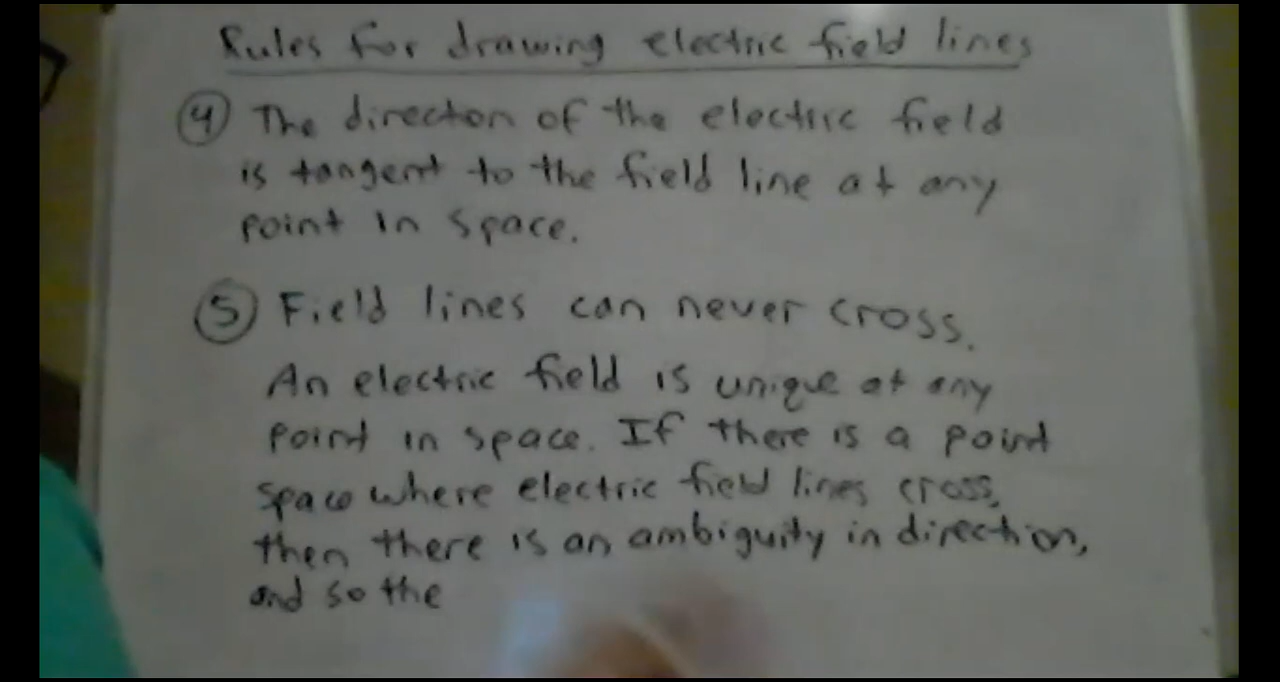 Rules for drawing electric field lines
4 The directon of the electric field
is tangent to the field line at any
point in space.
5 Field lines can never cross.
An electric field is unique at any
point in space. If there is a point
space where electric field lines cross,
then there is an ambiguity in direction,
and so the